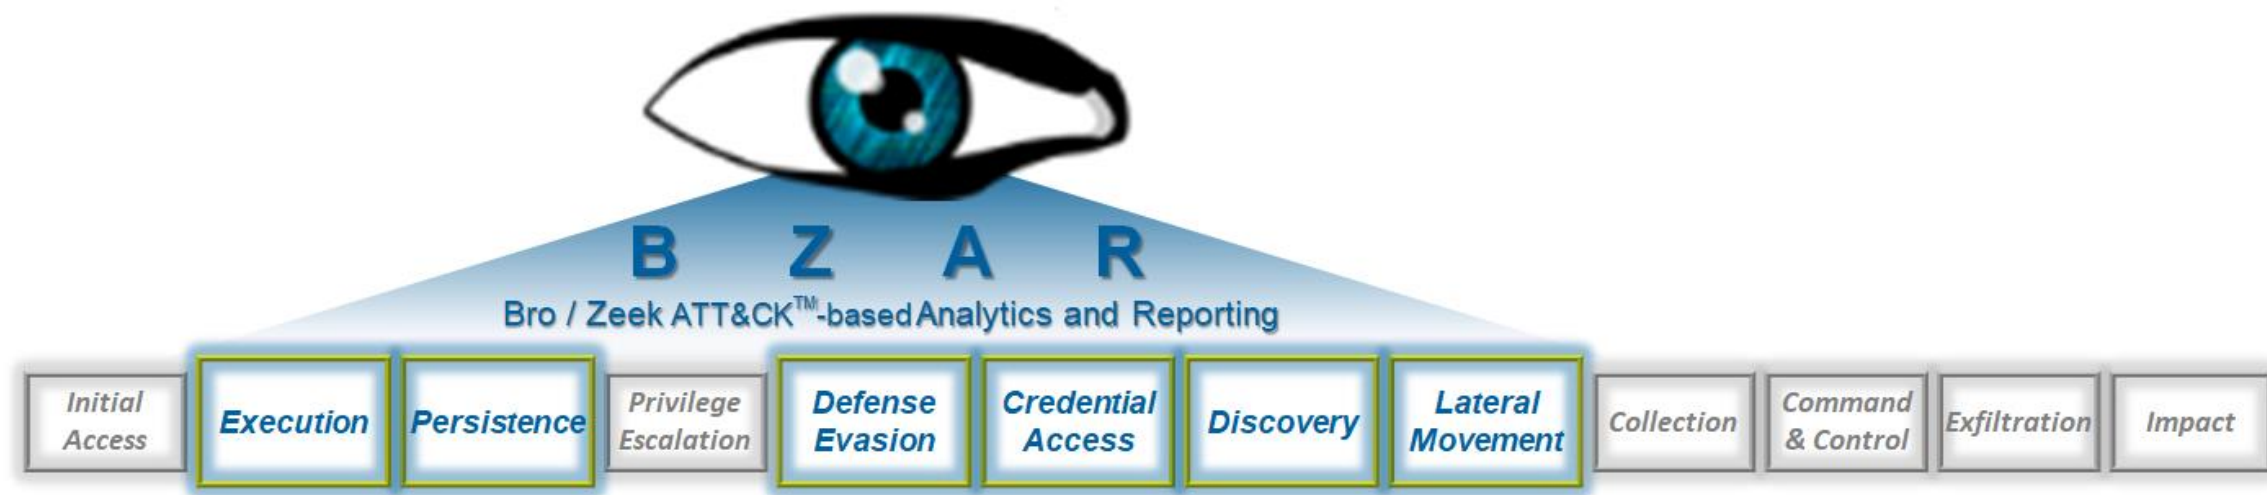 B Z A R
Bro / Zeek ATT&CK™-based Analytics and Reporting
Initial
Access
Execution
Persistence
Privilege
Escalation
Defense
Evasion
Credential
Access
Discovery
Lateral
Movement
Collection
Command
& Control
Exfiltration
Impact